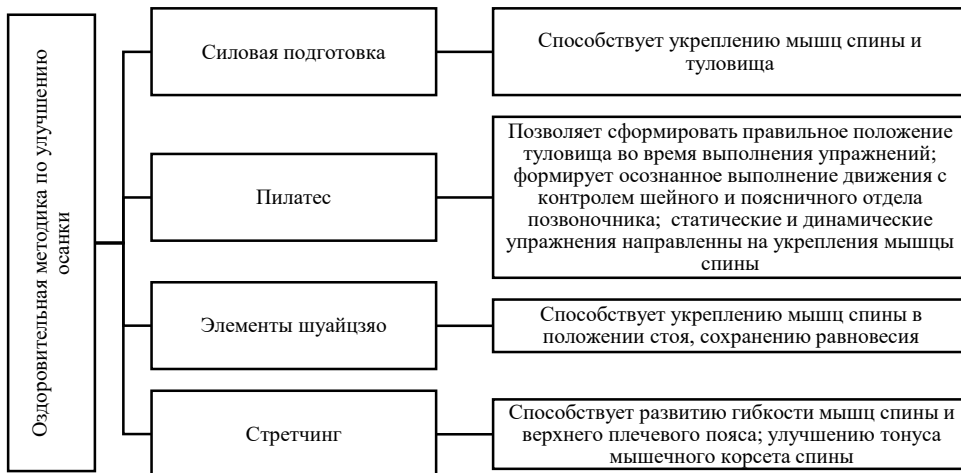 Оздоровительная методика по улучшению
осанки
Силовая подготовка
Способствует укреплению мышц спины и
туловища
Пилатес
Позволяет сформировать правильное положение
туловища во время выполнения упражнений;
формирует осознанное выполнение движения с
контролем шейного и поясничного отдела
позвоночника; статические и динамические
упражнения направленны на укрепления мышцы
спины
Элементы шуайцзяо
Способствует укреплению мышц спины в
положении стоя, сохранению равновесия
Стретчинг
Способствует развитию гибкости мышц спины и
верхнего плечевого пояса; улучшению тонуса
мышечного корсета спины